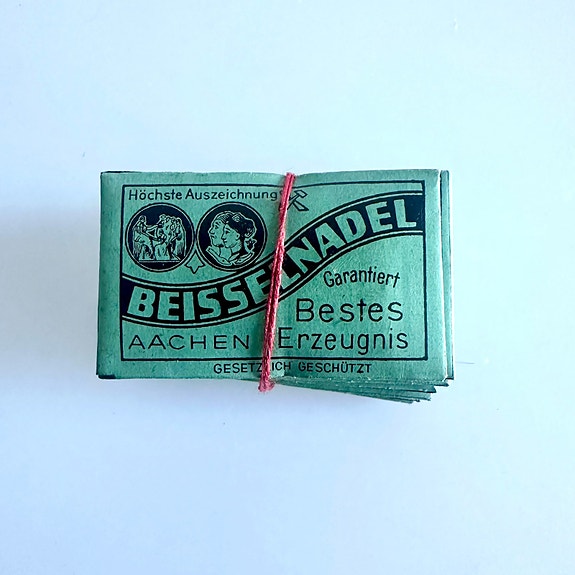 Höchste Auszeichnung
BEISSELNADEL
Garantiert
Bestes
AACHEN Erzeugnis
GESETZLICH GESCHÜTZT